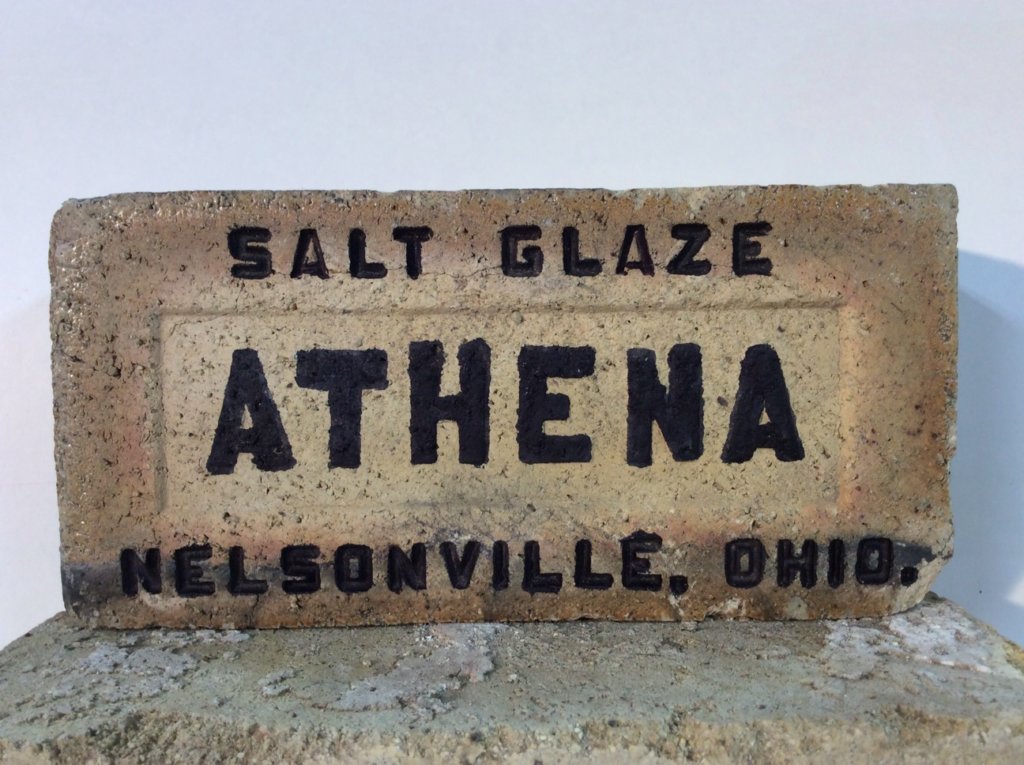 SALT GLAZE
ATHENA
NELSONVILLE, OHIO.